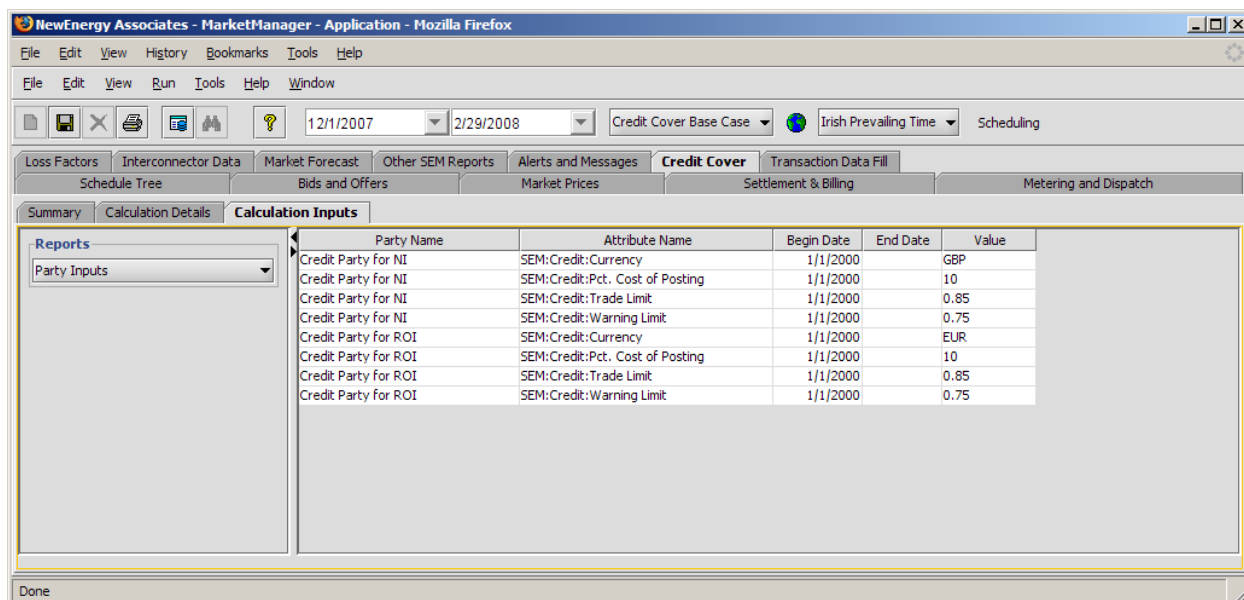 NewEnergy Associates - MarketManager - Application - Mozilla Firefox
File Edit View History Bookmarks Tools Help
File Edit View Run Tools Help Window
12/1/2007 2/29/2008 Credit Cover Base Case Irish Prevailing Time Scheduling
Loss Factors Interconnector Data Market Forecast Other SEM Reports Alerts and Messages Credit Cover Transaction Data Fill
Schedule Tree Bids and Offers Market Prices Settlement & Billing Metering and Dispatch
Summary Calculation Details Calculation Inputs
Reports
Party Inputs
Party Name Attribute Name Begin Date End Date Value
Credit Party for NI SEM:Credit:Currency 1/1/2000 GBP
Credit Party for NI SEM:Credit:Pct. Cost of Posting 1/1/2000 10
Credit Party for NI SEM:Credit:Trade Limit 1/1/2000 0.85
Credit Party for NI SEM:Credit:Warning Limit 1/1/2000 0.75
Credit Party for ROI SEM:Credit:Currency 1/1/2000 EUR
Credit Party for ROI SEM:Credit:Pct. Cost of Posting 1/1/2000 10
Credit Party for ROI SEM:Credit:Trade Limit 1/1/2000 0.85
Credit Party for ROI SEM:Credit:Warning Limit 1/1/2000 0.75
Done